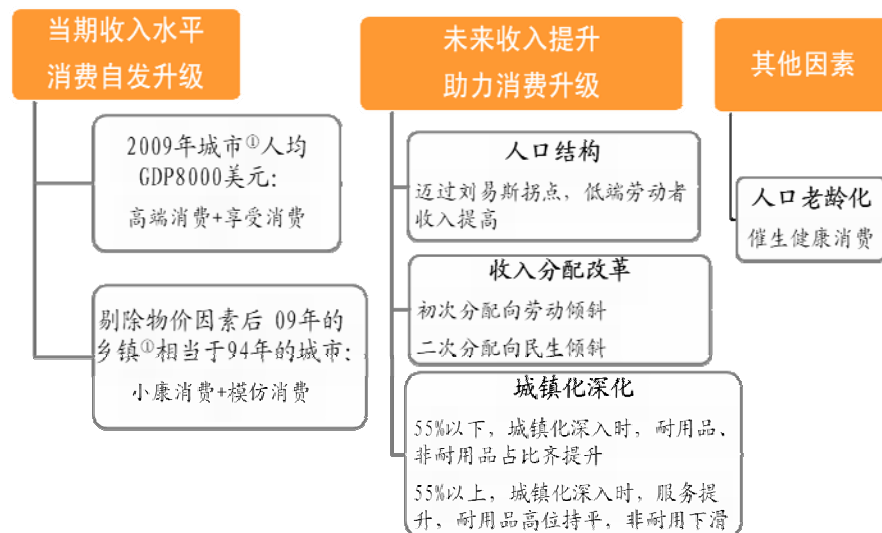 当期收入水平
消费自发升级
2009年城市①人均
GDP8000美元:
高端消费+享受消费
剔除物价因素后 09年的
乡镇①相当于94年的城市:
小康消费+模仿消费
未来收入提升
助力消费升级
人口结构
迈过刘易斯拐点，低端劳动者
收入提高
收入分配改革
初次分配向劳动倾斜
二次分配向民生倾斜
城镇化深化
55%以下，城镇化深入时，耐用品、
非耐用品占比齐提升
55%以上，城镇化深入时，服务提
升，耐用品高位持平，非耐用下滑
其他因素
人口老龄化
催生健康消费